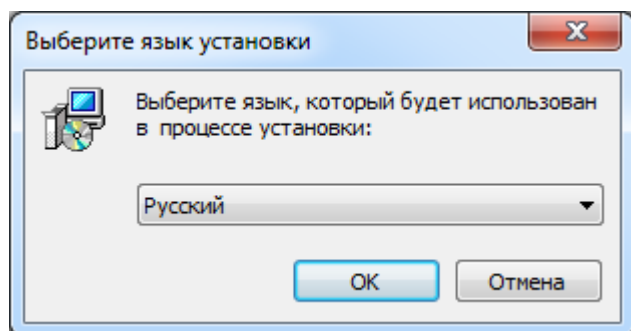 Выберите язык установки
Выберите язык, который будет использован
в процессе установки:
Русский
OK
Отмена